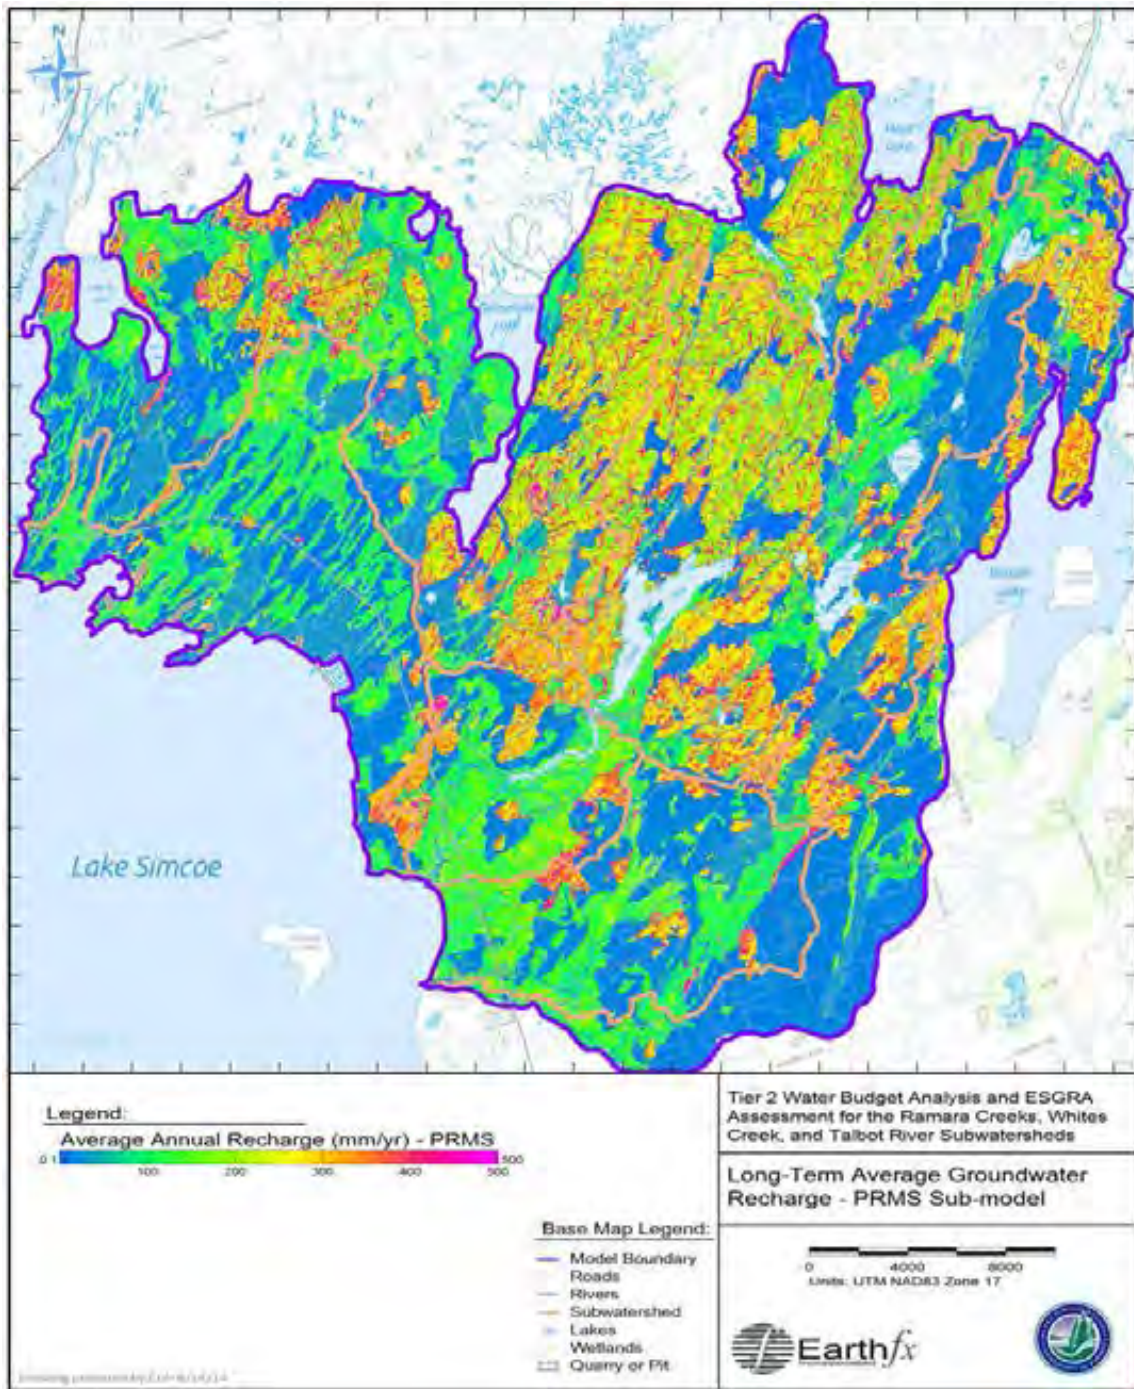 N
Lake Simcoe
Legend:
Average Annual Recharge (mm/yr) - PRMS
0.1 500
100 200 300 400 500
Base Map Legend:
Model Boundary
Roads
Rivers
Subwatershed
Lakes
Wetlands
Quarry or Pit
Tier 2 Water Budget Analysis and ESGRA
Assessment for the Ramara Creeks, Whites
Creek, and Talbot River Subwatersheds
Long-Term Average Groundwater
Recharge - PRMS Sub-model
0 4000 8000
Units: UTM NAD83 Zone 17
Earthfx